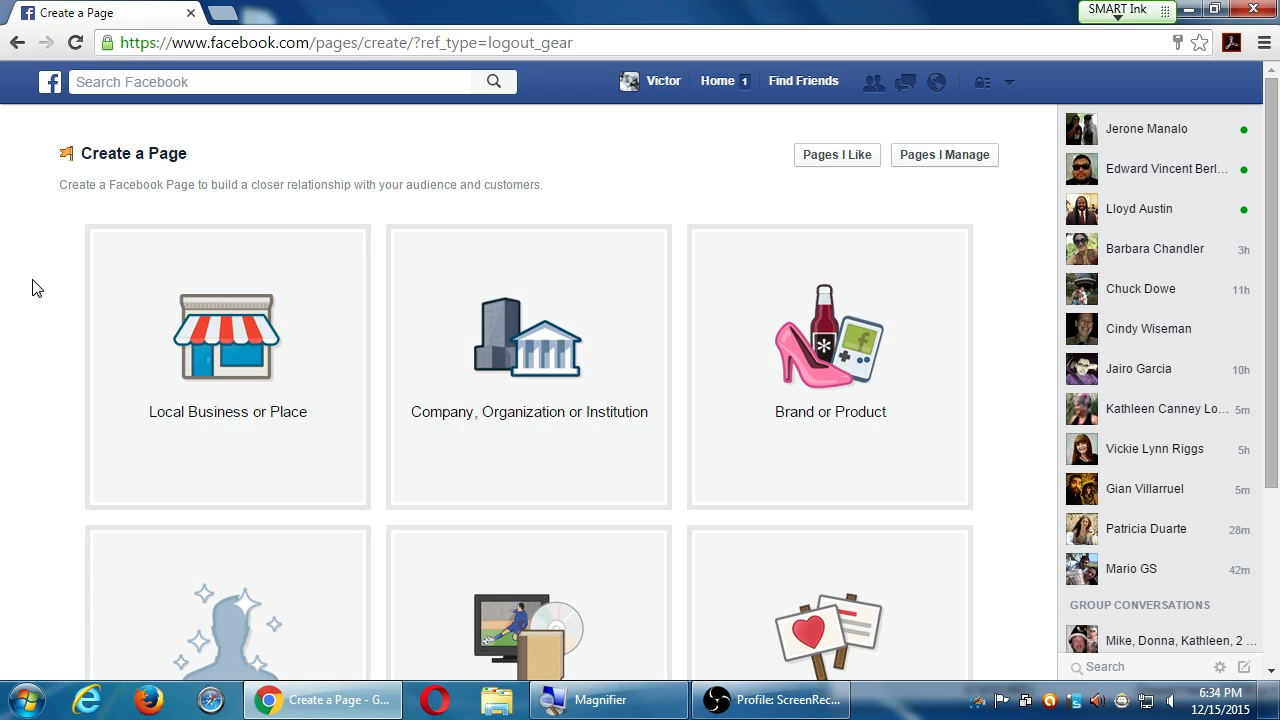 Create a Page
SMART Ink
https://www.facebook.com/pages/create/?ref_type=logout_gear
Search Facebook
Victor
Home 1
Find Friends
Create a Page
Pages I Like
Pages I Manage
Create a Facebook Page to build a closer relationship with your audience and customers.
Local Business or Place
Company, Organization or Institution
Brand or Product
Jerone Manalo
Edward Vincent Berl...
Lloyd Austin
Barbara Chandler 3h
Chuck Dowe 11h
Cindy Wiseman
Jairo Garcia 10h
Kathleen Canney Lo... 5m
Vickie Lynn Riggs 5h
Gian Villarruel 5m
Patricia Duarte 28m
Mario GS 42m
GROUP CONVERSATIONS
Mike, Donna, Kathleen, 2 ...
Search
Create a Page - G...
Magnifier
Profile: ScreenRec...
6:34 PM
12/15/2015